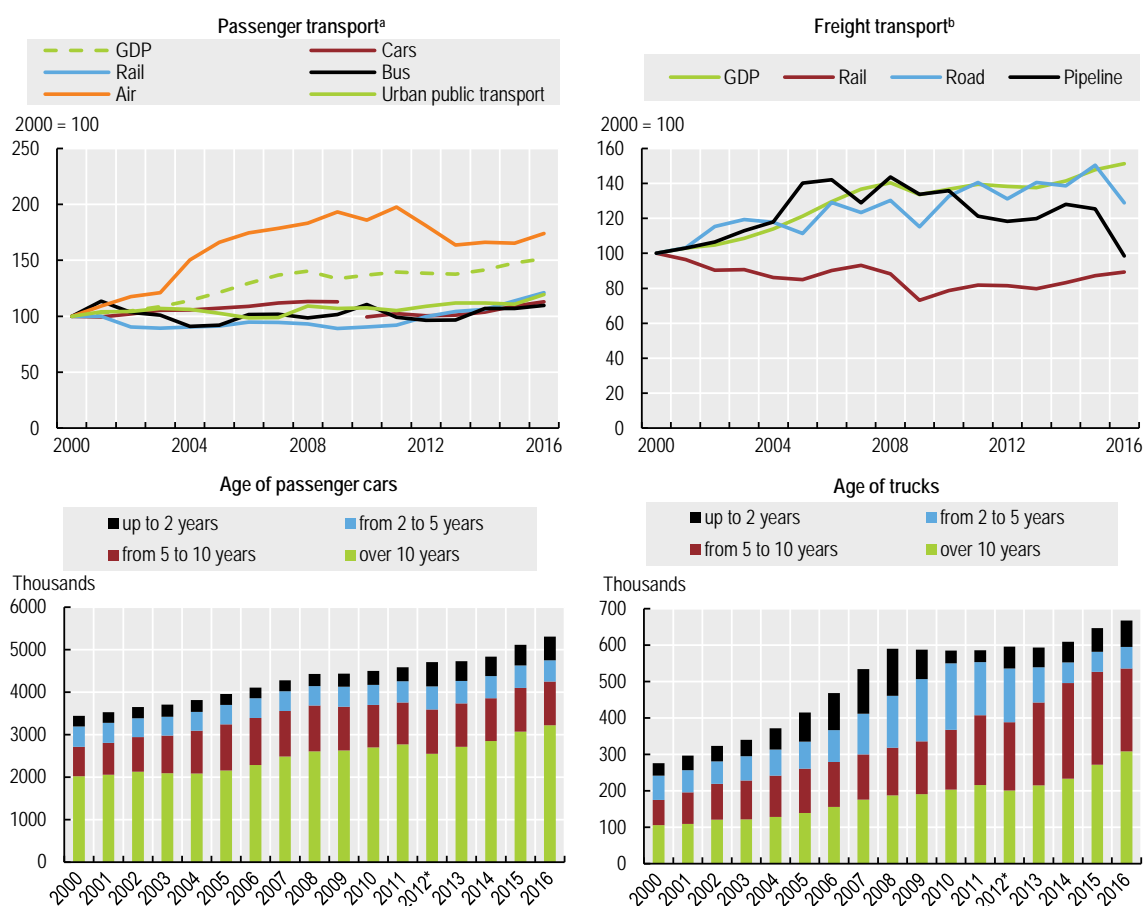 Passenger transportᵃ
GDP Cars
Rail Bus
Air Urban public transport
2000 = 100
250
200
150
100
50
0
2000 2004 2008 2012 2016
Freight transportᵇ
GDP Rail Road Pipeline
2000 = 100
160
140
120
100
80
60
40
20
0
2000 2004 2008 2012 2016
Age of passenger cars
up to 2 years from 2 to 5 years
from 5 to 10 years over 10 years
Thousands
6000
5000
4000
3000
2000
1000
0
2000 2001 2002 2003 2004 2005 2006 2007 2008 2009 2010 2011 2012* 2013 2014 2015 2016
Age of trucks
up to 2 years from 2 to 5 years
from 5 to 10 years over 10 years
Thousands
700
600
500
400
300
200
100
0
2000 2001 2002 2003 2004 2005 2006 2007 2008 2009 2010 2011 2012* 2013 2014 2015 2016